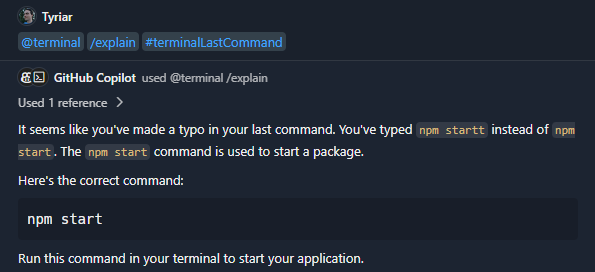 Tyriar
@terminal /explain #terminalLastCommand
GitHub Copilot used @terminal /explain
Used 1 reference
It seems like you've made a typo in your last command. You've typed npm startt instead of npm
start. The npm start command is used to start a package.
Here's the correct command:
npm start
Run this command in your terminal to start your application.